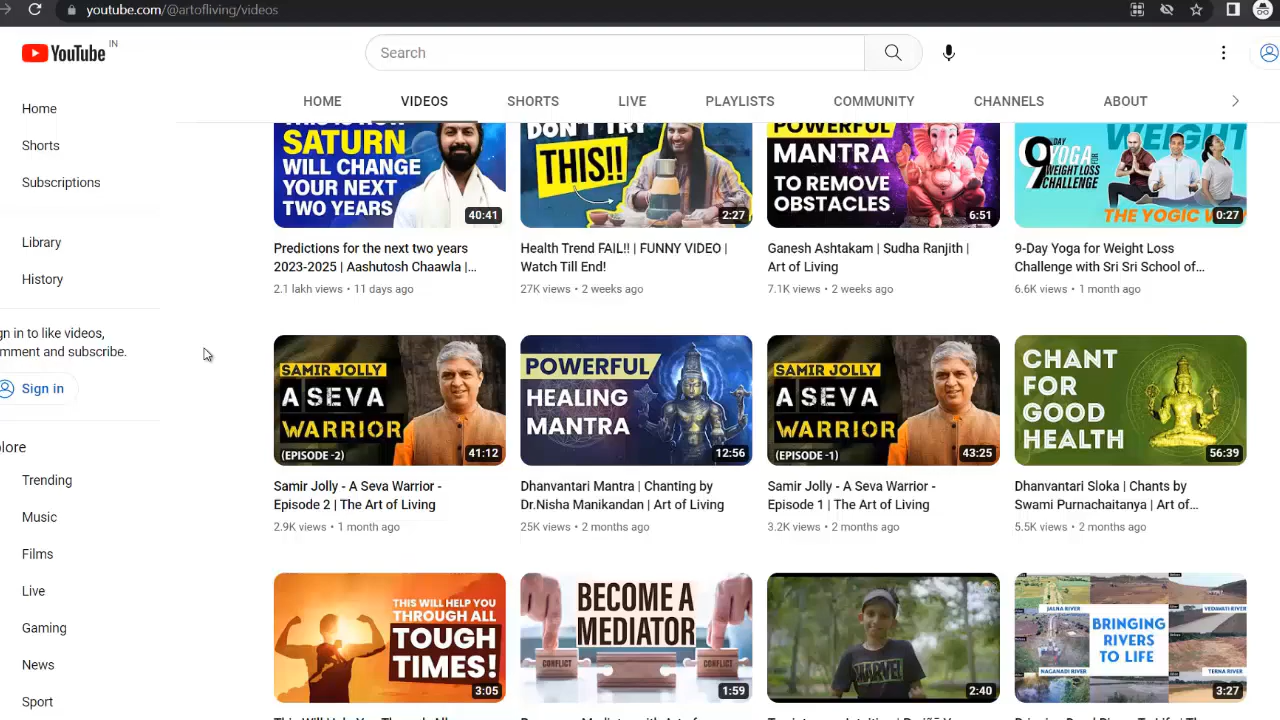 youtube.com/@artofliving/videos
YouTube IN
Search
HOME
VIDEOS
SHORTS
LIVE
PLAYLISTS
COMMUNITY
CHANNELS
ABOUT
Home
Shorts
Subscriptions
Library
History
gn in to like videos,
mment and subscribe.
Sign in
lore
Trending
Music
Films
Live
Gaming
News
Sport
SATURN
WILL CHANGE
YOUR NEXT
TWO YEARS
40:41
DON'T TRY
THIS!!
2:27
POWERFUL
MANTRA
TO REMOVE
OBSTACLES
6:51
WEIGHT
9 DAY
YOGA FOR
WEIGHT LOSS
CHALLENGE
THE YOGIC W
0:27
Predictions for the next two years
2023-2025 | Aashutosh Chaawla |...
2.1 lakh views • 11 days ago
Health Trend FAIL!! | FUNNY VIDEO |
Watch Till End!
27K views • 2 weeks ago
Ganesh Ashtakam | Sudha Ranjith |
Art of Living
7.1K views • 2 weeks ago
9-Day Yoga for Weight Loss
Challenge with Sri Sri School of...
6.6K views • 1 month ago
SAMIR JOLLY
A SEVA
WARRIOR
(EPISODE -2)
41:12
POWERFUL
HEALING
MANTRA
12:56
SAMIR JOLLY
A SEVA
WARRIOR
(EPISODE -1)
43:25
CHANT
FOR
GOOD
HEALTH
56:39
Samir Jolly - A Seva Warrior -
Episode 2 | The Art of Living
2.9K views • 1 month ago
Dhanvantari Mantra | Chanting by
Dr.Nisha Manikandan | Art of Living
25K views • 2 months ago
Samir Jolly - A Seva Warrior -
Episode 1 | The Art of Living
3.2K views • 2 months ago
Dhanvantari Sloka | Chants by
Swami Purnachaitanya | Art of...
5.5K views • 2 months ago
THIS WILL HELP YOU
THROUGH ALL
TOUGH
TIMES!
3:05
BECOME A
MEDIATOR
CONFLICT
CONFLICT
1:59
MARVEL
2:40
JALNA RIVER
VEDAVATI RIVER
BRINGING
RIVERS
TO LIFE
NAGANADI RIVER
TERNA RIVER
3:27